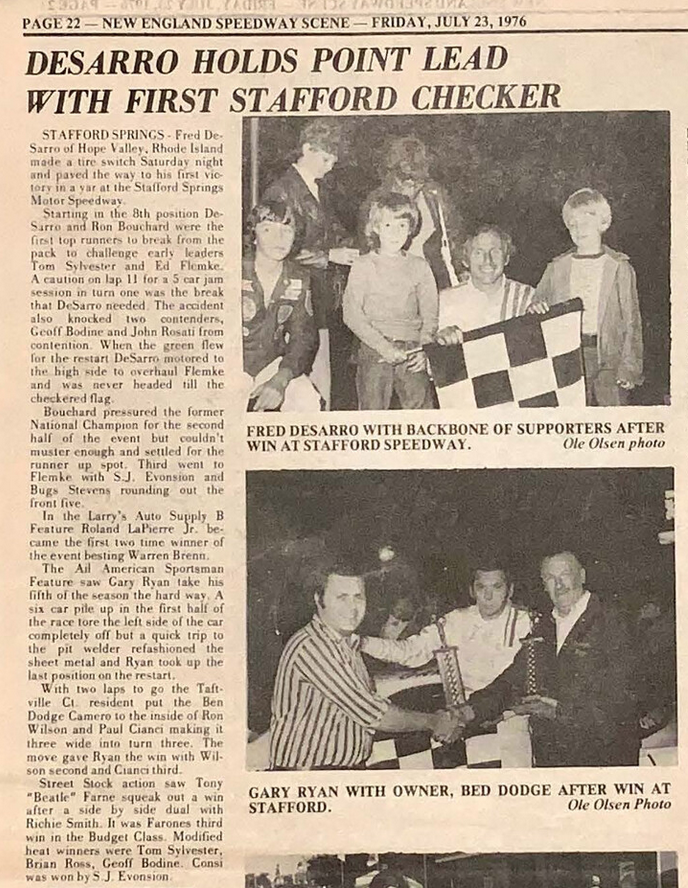 PAGE 22 — NEW ENGLAND SPEEDWAY SCENE — FRIDAY, JULY 23, 1976
DESARRO HOLDS POINT LEAD
WITH FIRST STAFFORD CHECKER
STAFFORD SPRINGS - Fred De-
Sarro of Hope Valley, Rhode Island
made a tire switch Saturday night
and paved the way to his first vic-
tory in a yar at the Stafford Springs
Motor Speedway.
Starting in the 8th position De-
Sarro and Ron Bouchard were the
first top runners to break from the
pack to challenge early leaders
Tom Sylvester and Ed Flemke.
A caution on lap 11 for a 5 car jam
session in turn one was the break
that DeSarro needed. The accident
also knocked two contenders,
Geoff Bodine and John Rosati from
contention. When the green flew
for the restart DeSarro motored to
the high side to overhaul Flemke
and was never headed till the
checkered flag.
Bouchard pressured the former
National Champion for the second
half of the event but couldn't
muster enough and settled for the
runner up spot. Third went to
Flemke with S.J. Evonsion and
Bugs Stevens rounding out the
front five.
In the Larry's Auto Supply B
Feature Roland LaPierre Jr. be-
came the first two time winner of
the event besting Warren Brenn.
The All American Sportsman
Feature saw Gary Ryan take his
fifth of the season the hard way. A
six car pile up in the first half of
the race tore the left side of the car
completely off but a quick trip to
the pit welder refashioned the
sheet metal and Ryan took up the
last position on the restart.
With two laps to go the Taft-
ville Ct. resident put the Ben
Dodge Camero to the inside of Ron
Wilson and Paul Cianci making it
three wide into turn three. The
move gave Ryan the win with Wil-
son second and Cianci third.
Street Stock action saw Tony
"Beatle" Farne squeak out a win
after a side by side dual with
Richie Smith. It was Farones third
win in the Budget Class. Modified
heat winners were Tom Sylvester,
Brian Ross, Geoff Bodine. Consi
was won by S.J. Evonsion.
FRED DESARRO WITH BACKBONE OF SUPPORTERS AFTER
WIN AT STAFFORD SPEEDWAY. Ole Olsen photo
GARY RYAN WITH OWNER, BED DODGE AFTER WIN AT
STAFFORD. Ole Olsen Photo